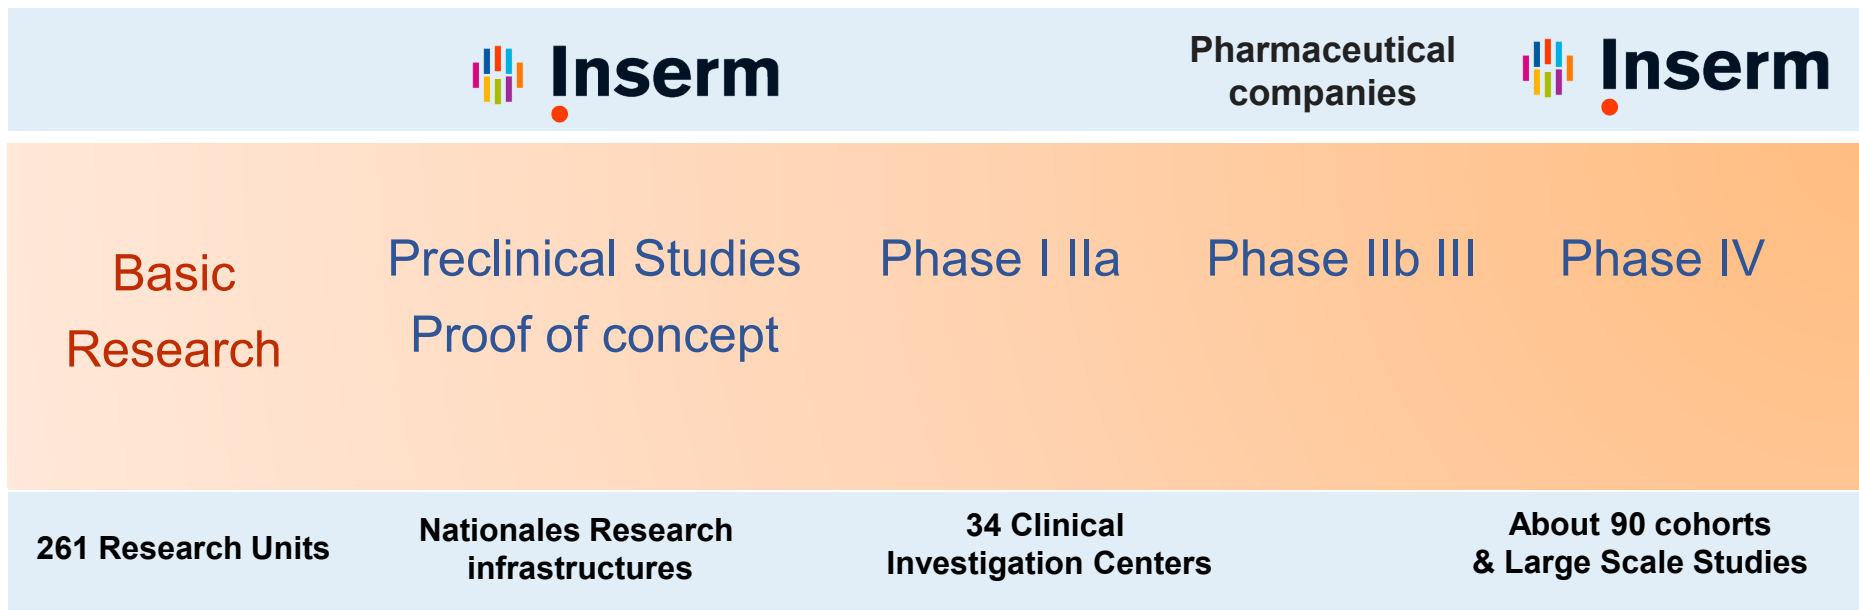 Inserm
Pharmaceutical
companies
Inserm
Basic
Research
Preclinical Studies
Proof of concept
Phase I IIa
Phase IIb III
Phase IV
261 Research Units
Nationales Research
infrastructures
34 Clinical
Investigation Centers
About 90 cohorts
& Large Scale Studies